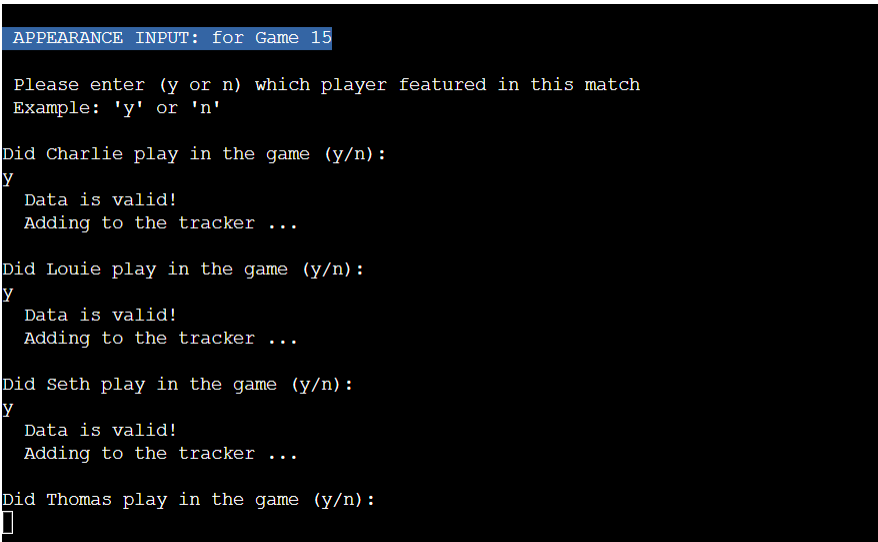 APPEARANCE INPUT: for Game 15
Please enter (y or n) which player featured in this match
Example: 'y' or 'n'
Did Charlie play in the game (y/n):
y
Data is valid!
Adding to the tracker ...
Did Louie play in the game (y/n):
y
Data is valid!
Adding to the tracker ...
Did Seth play in the game (y/n):
y
Data is valid!
Adding to the tracker ...
Did Thomas play in the game (y/n):